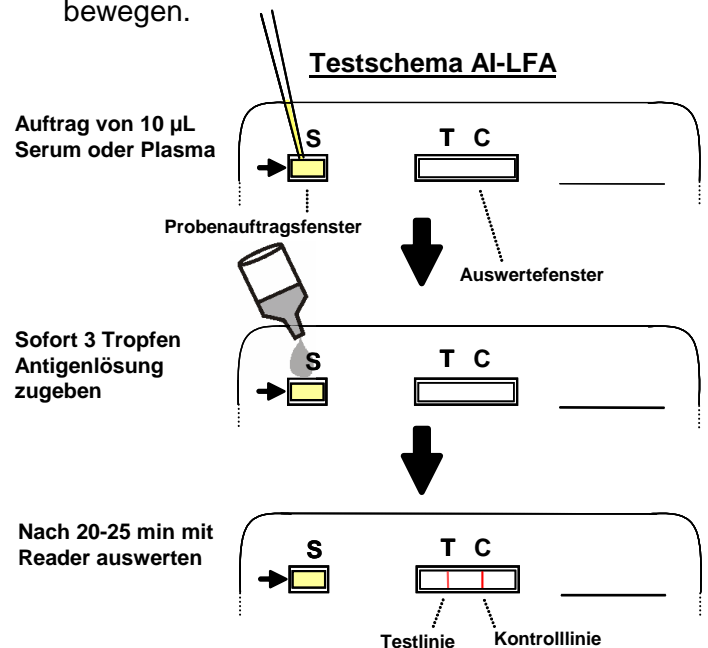 bewegen.
Testschema AI-LFA
Auftrag von 10 µL
Serum oder Plasma
S
T C
Probenauftragsfenster
Auswertefenster
Sofort 3 Tropfen
Antigenlösung
zugeben
S
T C
Nach 20-25 min mit
Reader auswerten
S
T C
Testlinie
Kontrolllinie